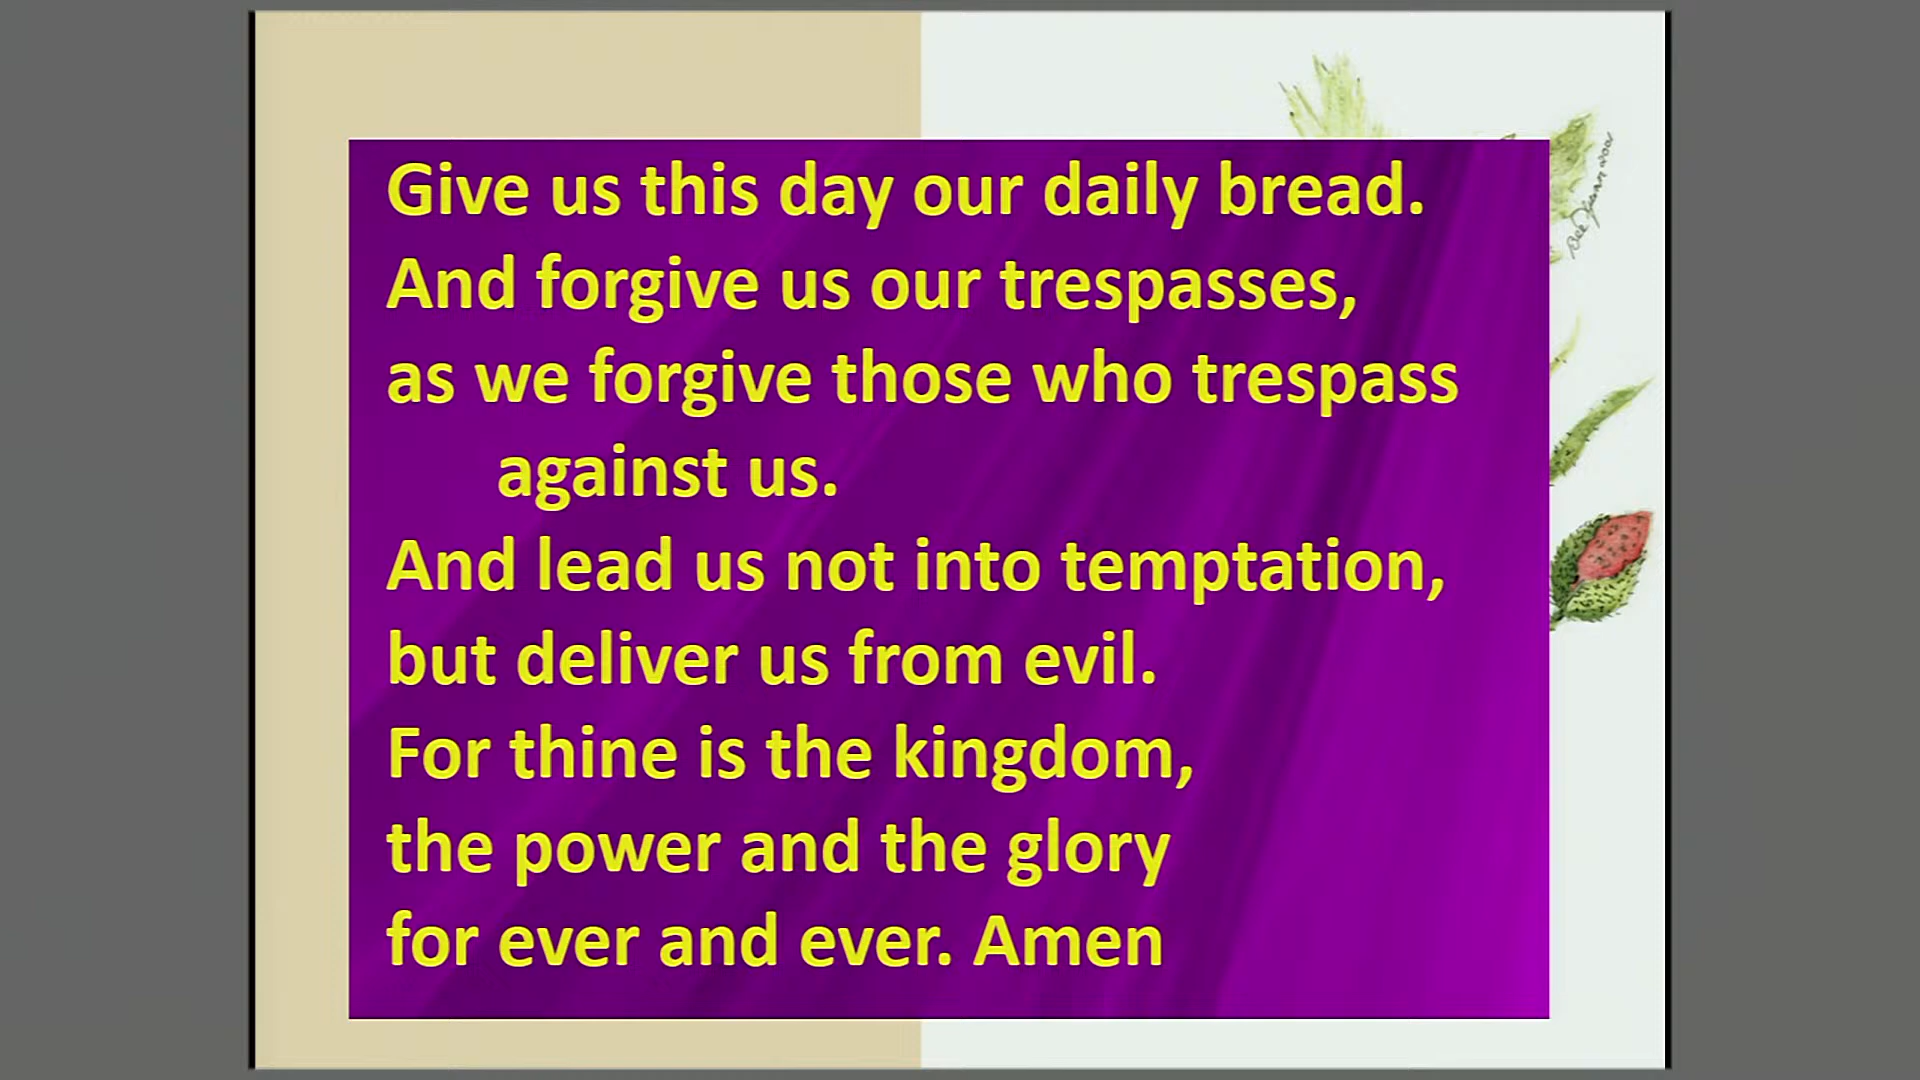 Give us this day our daily bread.
And forgive us our trespasses,
as we forgive those who trespass
against us.
And lead us not into temptation,
but deliver us from evil.
For thine is the kingdom,
the power and the glory
for ever and ever. Amen